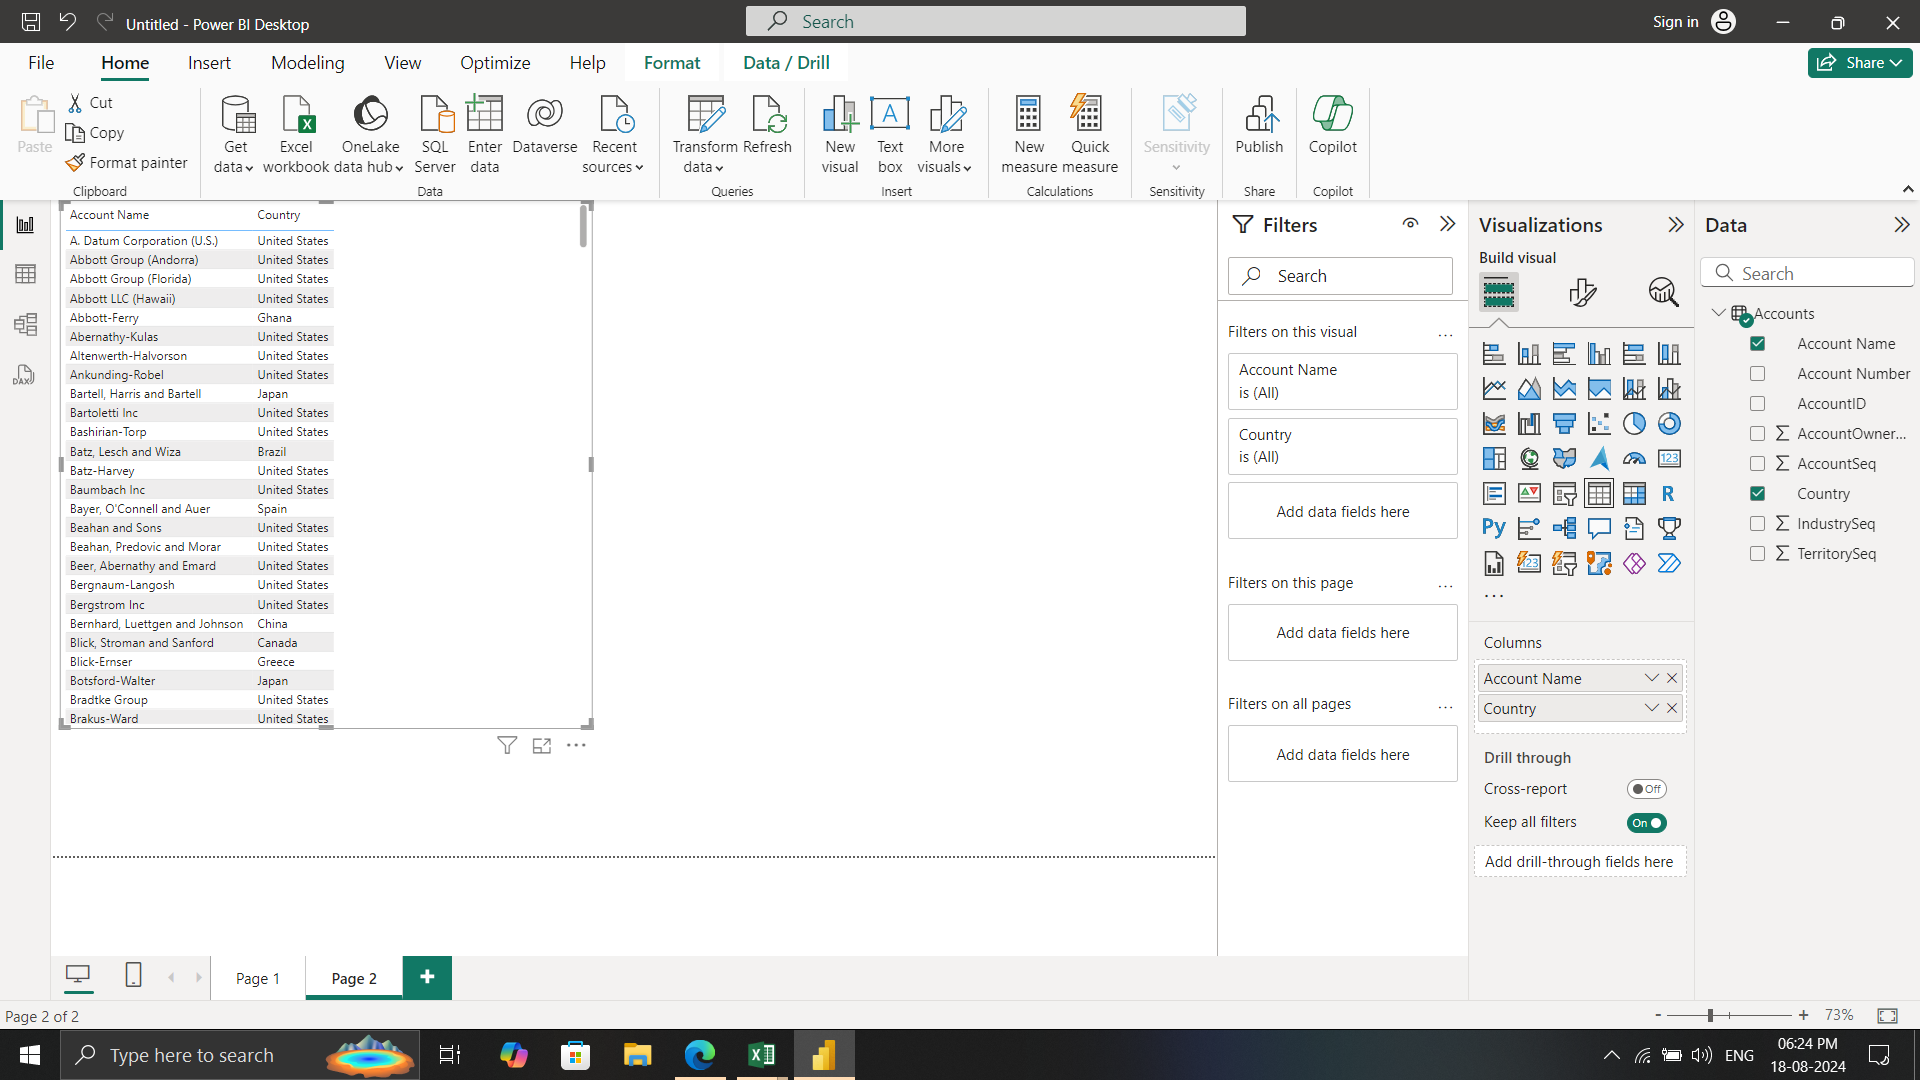 Untitled - Power BI Desktop
Search
Sign in
File
Home
Insert
Modeling
View
Optimize
Help
Format
Data / Drill
Share
Paste
Cut
Copy
Format painter
Clipboard
Get data
Excel workbook
OneLake data hub
SQL Server
Enter data
Dataverse
Recent sources
Data
Transform data
Refresh
Queries
New visual
Text box
More visuals
Insert
New measure
Quick measure
Calculations
Sensitivity
Sensitivity
Publish
Share
Copilot
Copilot
Account Name Country
A. Datum Corporation (U.S.) United States
Abbott Group (Andorra) United States
Abbott Group (Florida) United States
Abbott LLC (Hawaii) United States
Abbott-Ferry Ghana
Abernathy-Kulas United States
Altenwerth-Halvorson United States
Ankunding-Robel United States
Bartell, Harris and Bartell Japan
Bartoletti Inc United States
Bashirian-Torp United States
Batz, Lesch and Wiza Brazil
Batz-Harvey United States
Baumbach Inc United States
Bayer, O'Connell and Auer Spain
Beahan and Sons United States
Beahan, Predovic and Morar United States
Beer, Abernathy and Emard United States
Bergnaum-Langosh United States
Bergstrom Inc United States
Bernhard, Luettgen and Johnson China
Blick, Stroman and Sanford Canada
Blick-Ernser Greece
Botsford-Walter Japan
Bradtke Group United States
Brakus-Ward United States
Filters
Search
Filters on this visual ...
Account Name
is (All)
Country
is (All)
Add data fields here
Filters on this page ...
Add data fields here
Filters on all pages ...
Add data fields here
Visualizations
Build visual
123
R
Py
123
...
Columns
Account Name
Country
Drill through
Cross-report Off
Keep all filters On
Add drill-through fields here
Data
Search
Accounts
Account Name
Account Number
AccountID
∑ AccountOwner...
∑ AccountSeq
Country
∑ IndustrySeq
∑ TerritorySeq
DAX
Page 1
Page 2
+
Page 2 of 2
- + 73%
Type here to search
ENG
06:24 PM
18-08-2024